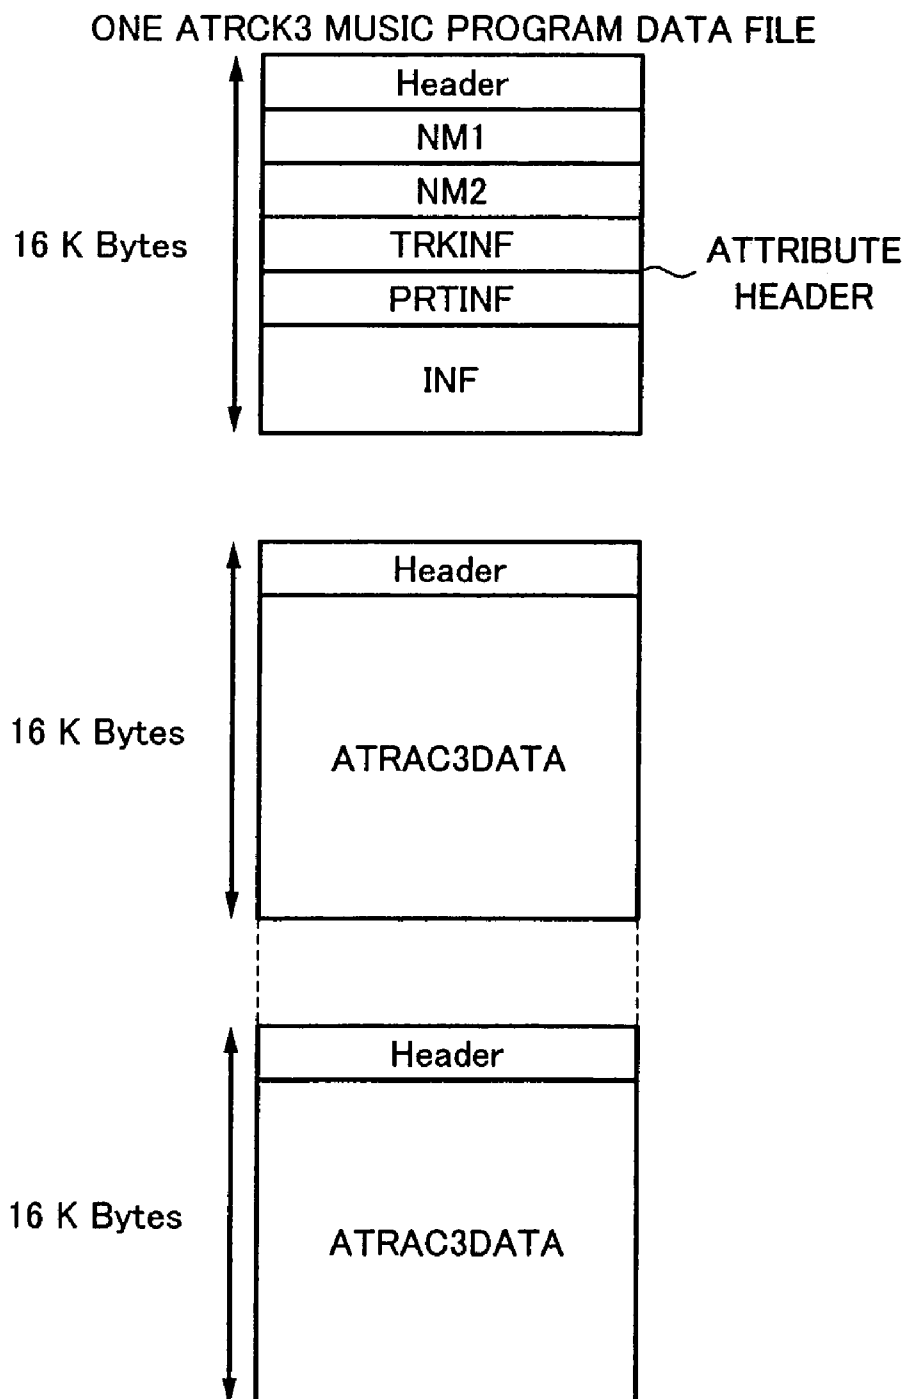 ONE ATRCK3 MUSIC PROGRAM DATA FILE
Header
NM1
NM2
16 K Bytes
TRKINF
ATTRIBUTE
HEADER
PRTINF
INF
Header
16 K Bytes
ATRAC3DATA
Header
16 K Bytes
ATRAC3DATA